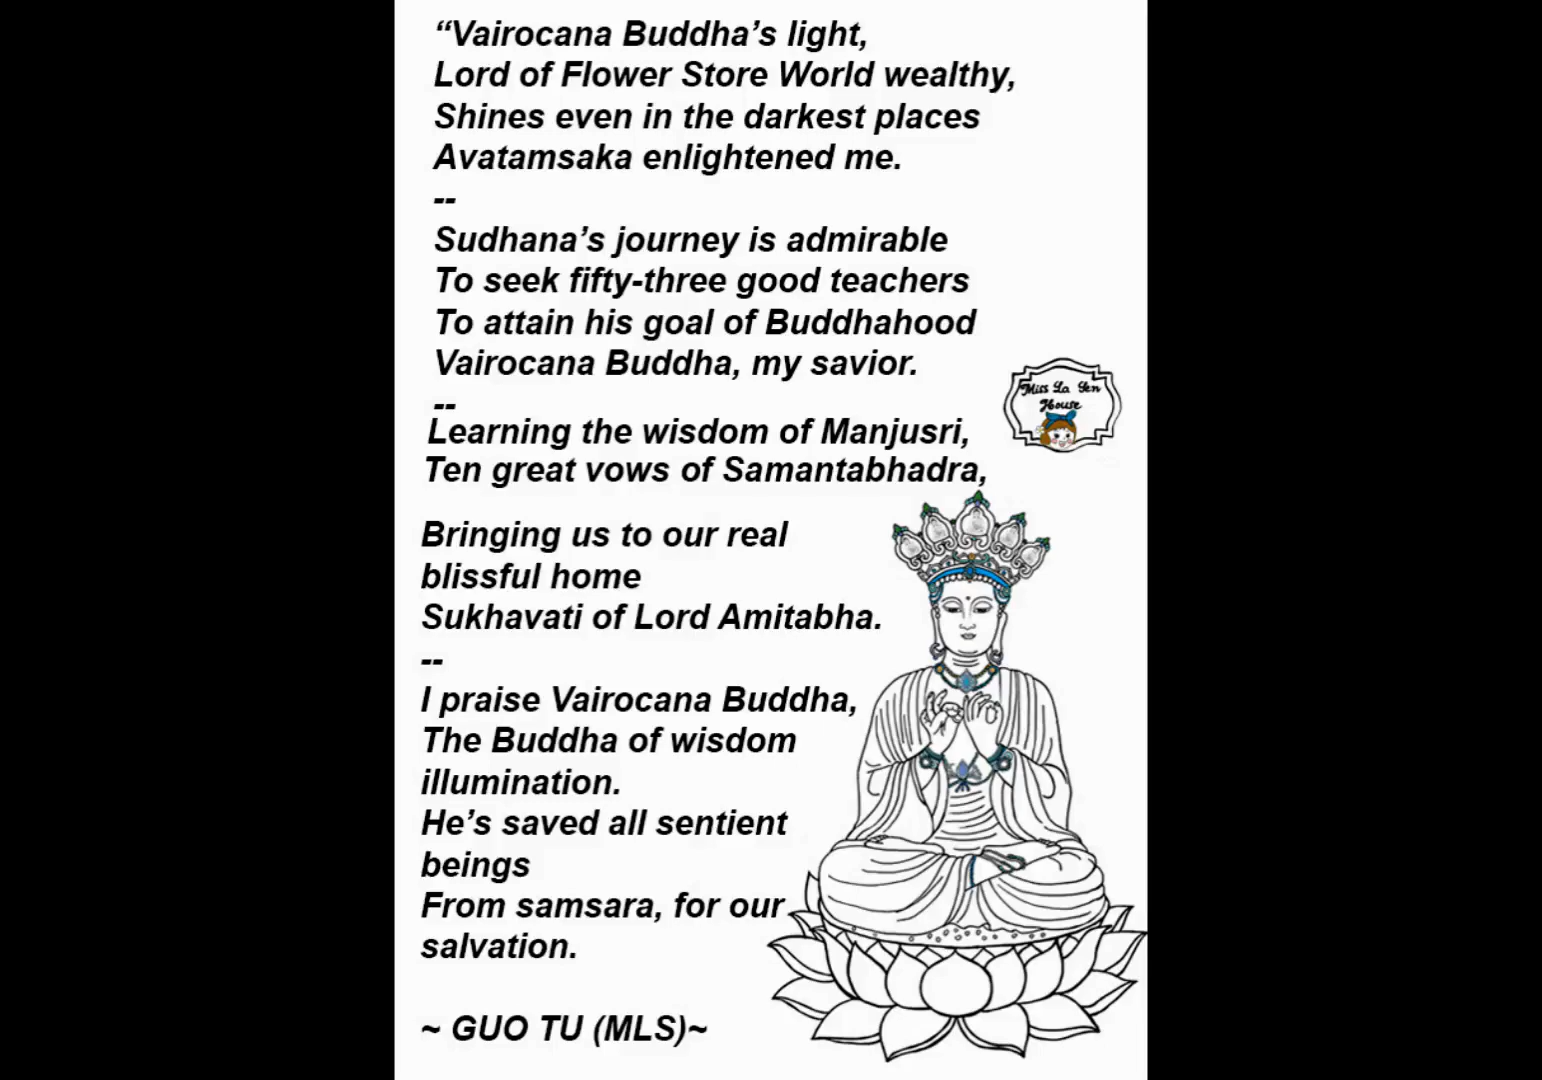 “Vairocana Buddha’s light,
Lord of Flower Store World wealthy,
Shines even in the darkest places
Avatamsaka enlightened me.
--
Sudhana’s journey is admirable
To seek fifty-three good teachers
To attain his goal of Buddhahood
Vairocana Buddha, my savior.
--
Learning the wisdom of Manjusri,
Ten great vows of Samantabhadra,
Bringing us to our real
blissful home
Sukhavati of Lord Amitabha.
--
I praise Vairocana Buddha,
The Buddha of wisdom
illumination.
He’s saved all sentient
beings
From samsara, for our
salvation.
~ GUO TU (MLS)~
Miss La Sen
House